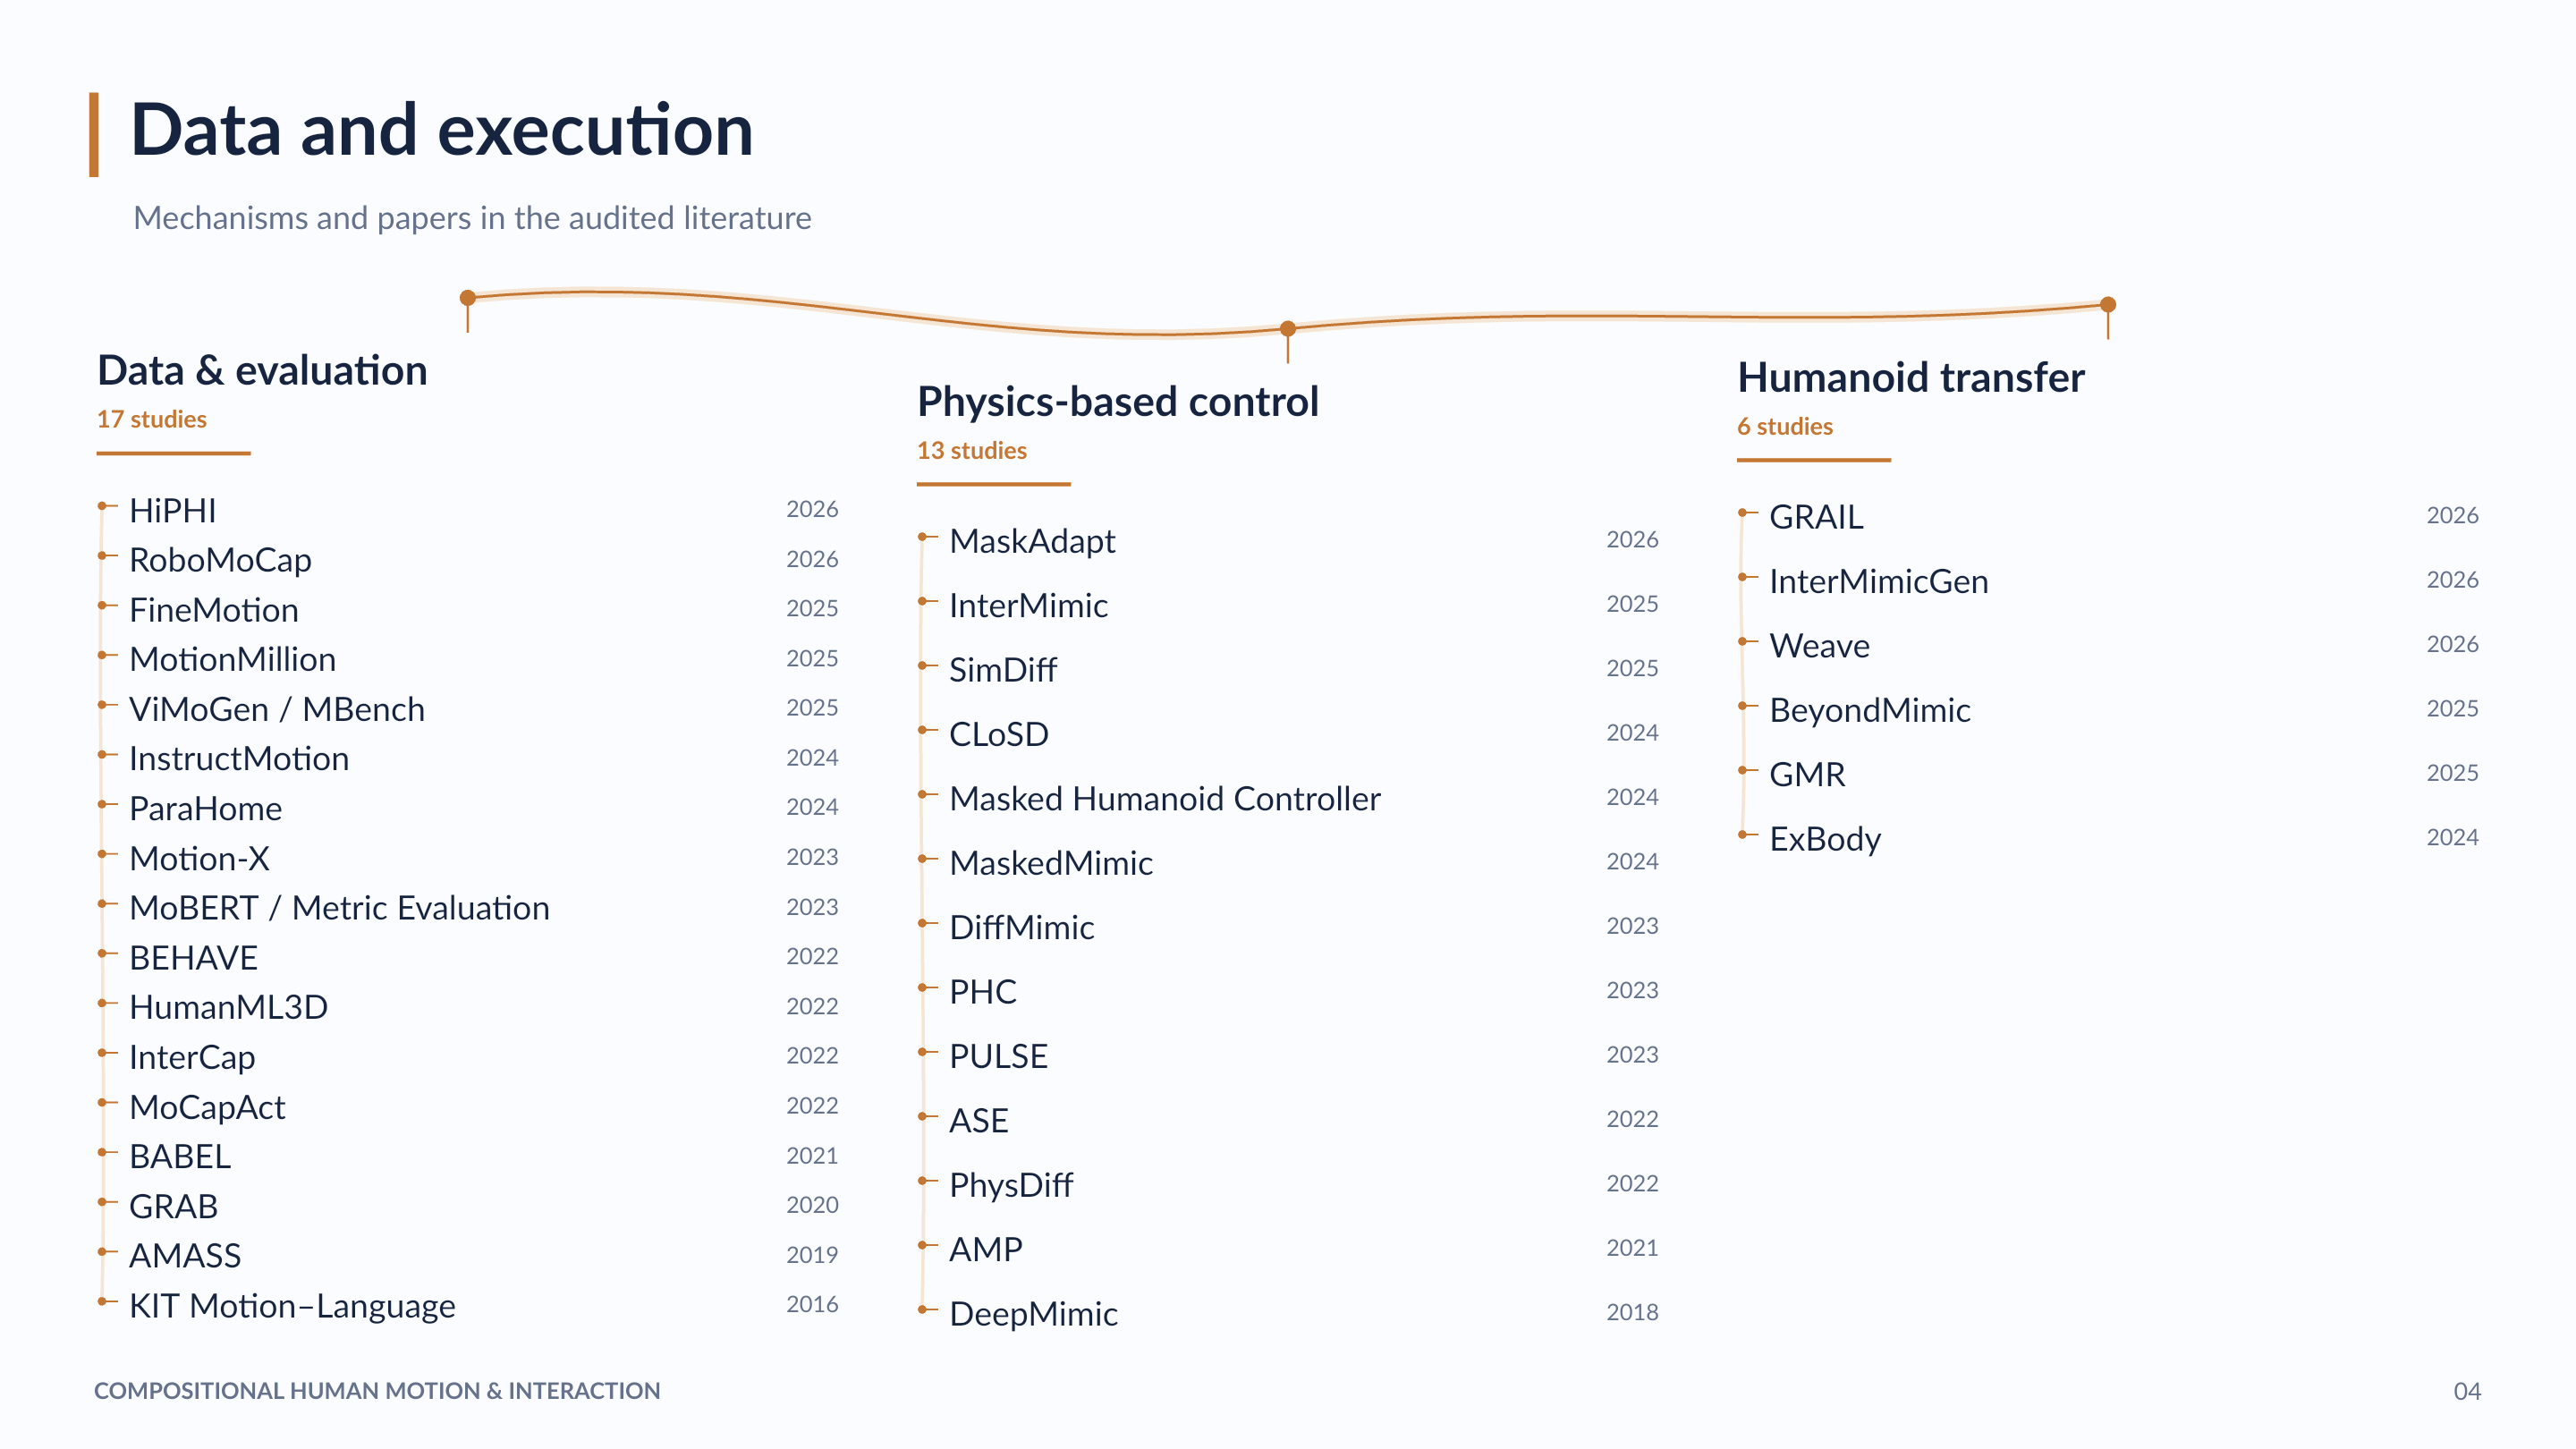 Data and execution
Mechanisms and papers in the audited literature
Data & evaluation
17 studies
HiPHI 2026
RoboMoCap 2026
FineMotion 2025
MotionMillion 2025
ViMoGen / MBench 2025
InstructMotion 2024
ParaHome 2024
Motion-X 2023
MoBERT / Metric Evaluation 2023
BEHAVE 2022
HumanML3D 2022
InterCap 2022
MoCapAct 2022
BABEL 2021
GRAB 2020
AMASS 2019
KIT Motion–Language 2016
Physics-based control
13 studies
MaskAdapt 2026
InterMimic 2025
SimDiff 2025
CLoSD 2024
Masked Humanoid Controller 2024
MaskedMimic 2024
DiffMimic 2023
PHC 2023
PULSE 2023
ASE 2022
PhysDiff 2022
AMP 2021
DeepMimic 2018
Humanoid transfer
6 studies
GRAIL 2026
InterMimicGen 2026
Weave 2026
BeyondMimic 2025
GMR 2025
ExBody 2024
COMPOSITIONAL HUMAN MOTION & INTERACTION
04